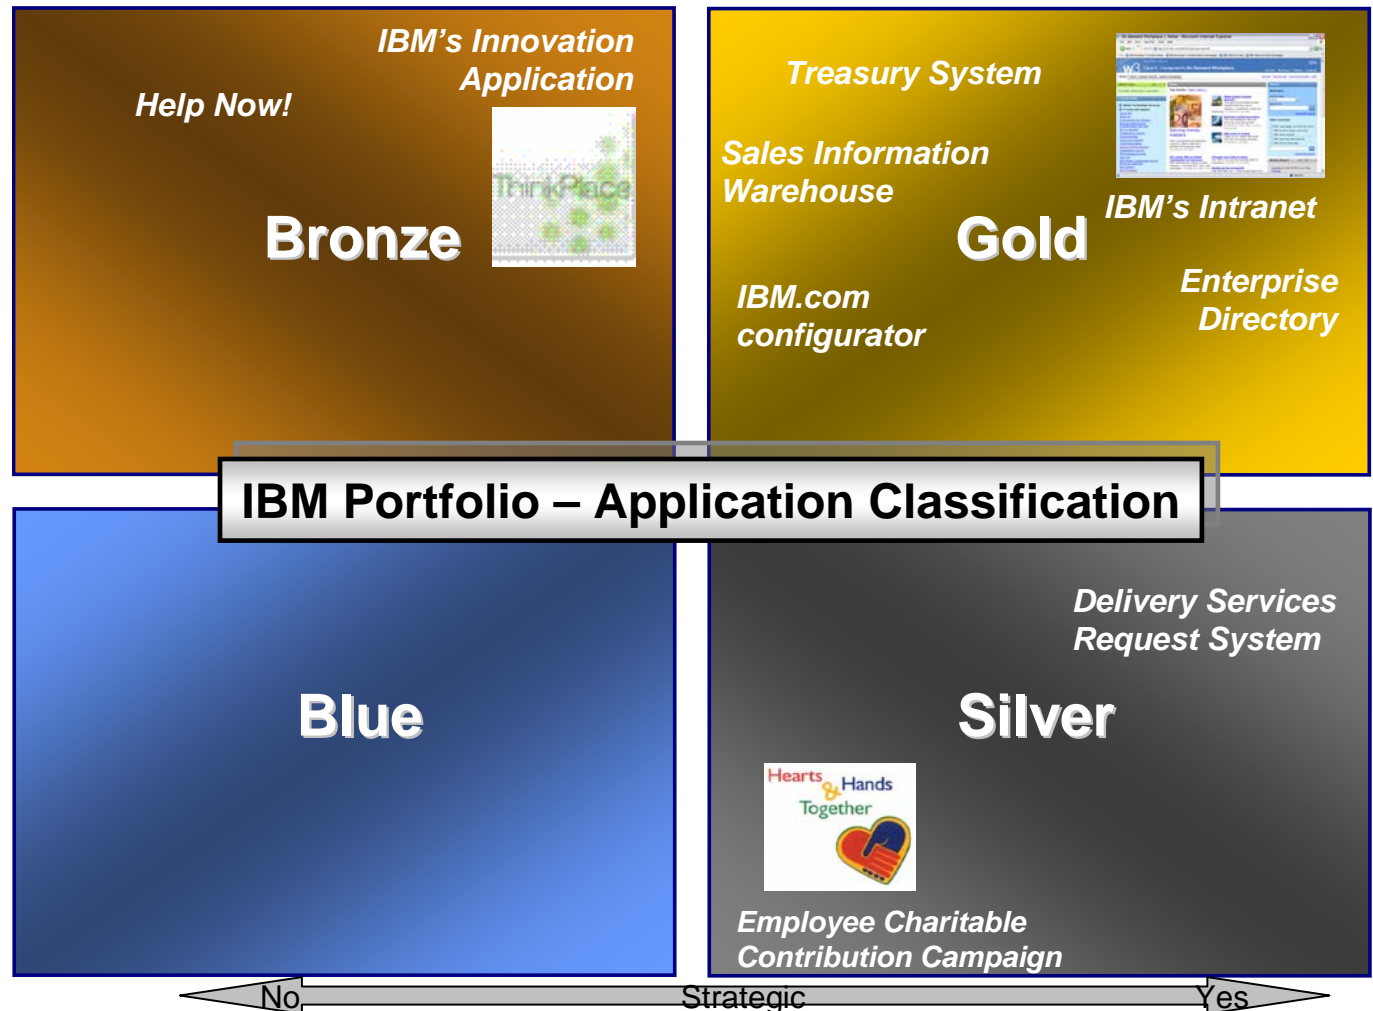 IBM's Innovation
Application
Help Now!
ThinkPlace
Bronze
Treasury System
Sales Information
Warehouse
w3
IBM's Intranet
Gold
Enterprise
Directory
IBM.com
configurator
IBM Portfolio – Application Classification
Blue
Delivery Services
Request System
Silver
Hearts
& Hands
Together
Employee Charitable
Contribution Campaign
No
Strategic
Yes